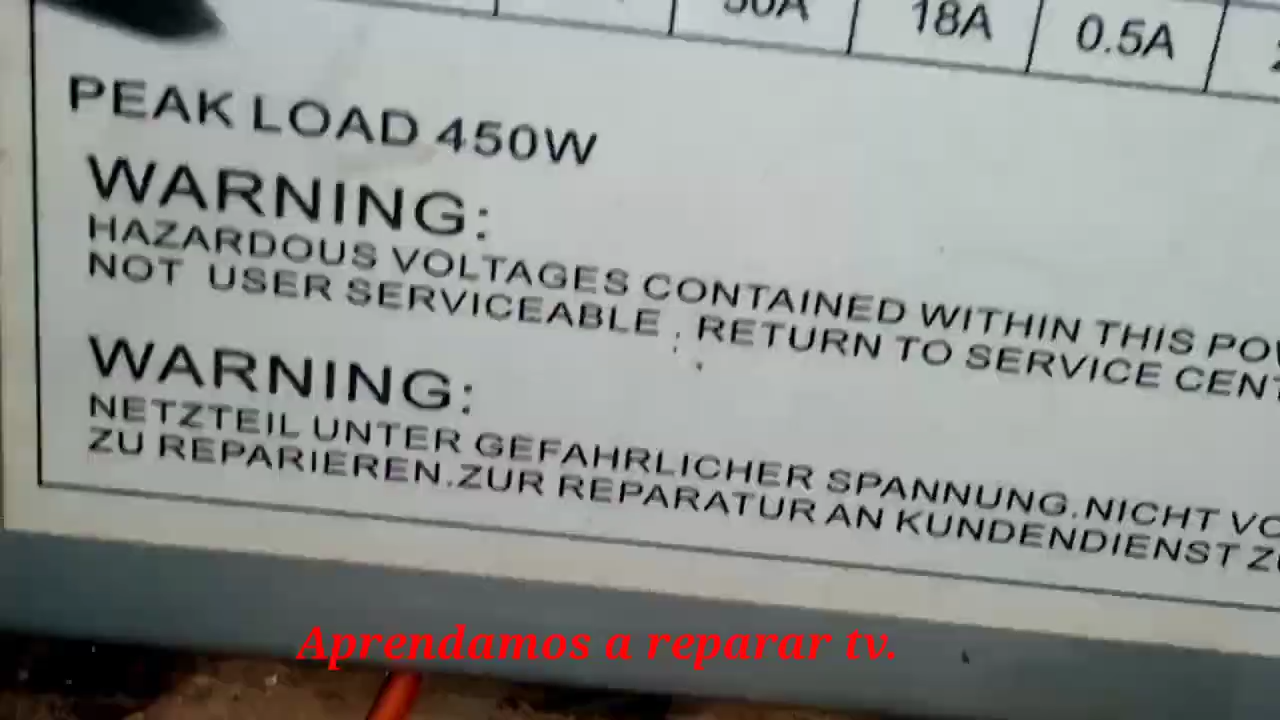 18A 0.5A
PEAK LOAD 450W
WARNING:
HAZARDOUS VOLTAGES CONTAINED WITHIN THIS
NOT USER SERVICEABLE , RETURN TO SERVICE
WARNING:
NETZTEIL UNTER GEFAHRLICHER SPANNUNG.NICHT
ZU REPARIEREN.ZUR REPARATUR AN KUNDENDIENST
Aprendamos a reparar tv.